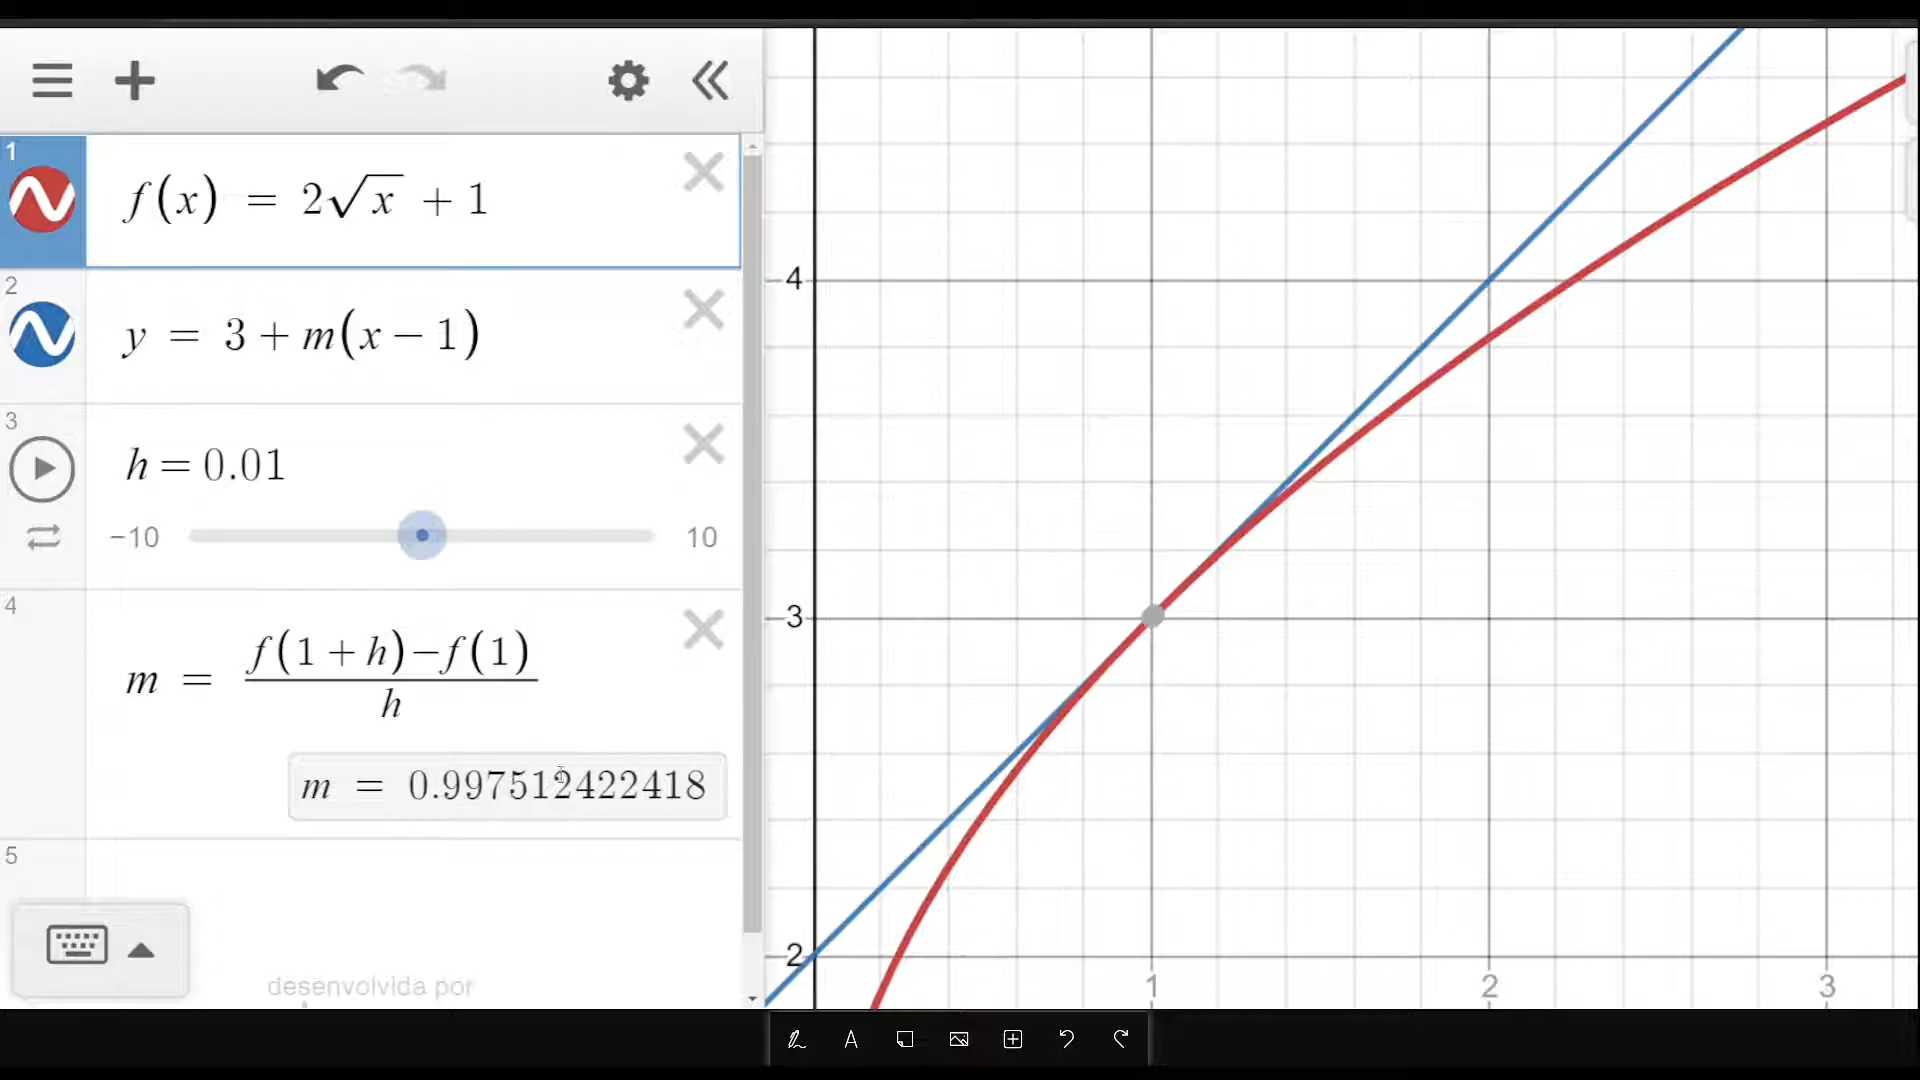 1
f(x) = 2√x + 1
2
y = 3 + m(x − 1)
3
h = 0.01
−10
10
4
m = \frac{f(1 + h) − f(1)}{h}
m = 0.997512422418
5
desenvolvida por
4
3
2
1
2
3
A